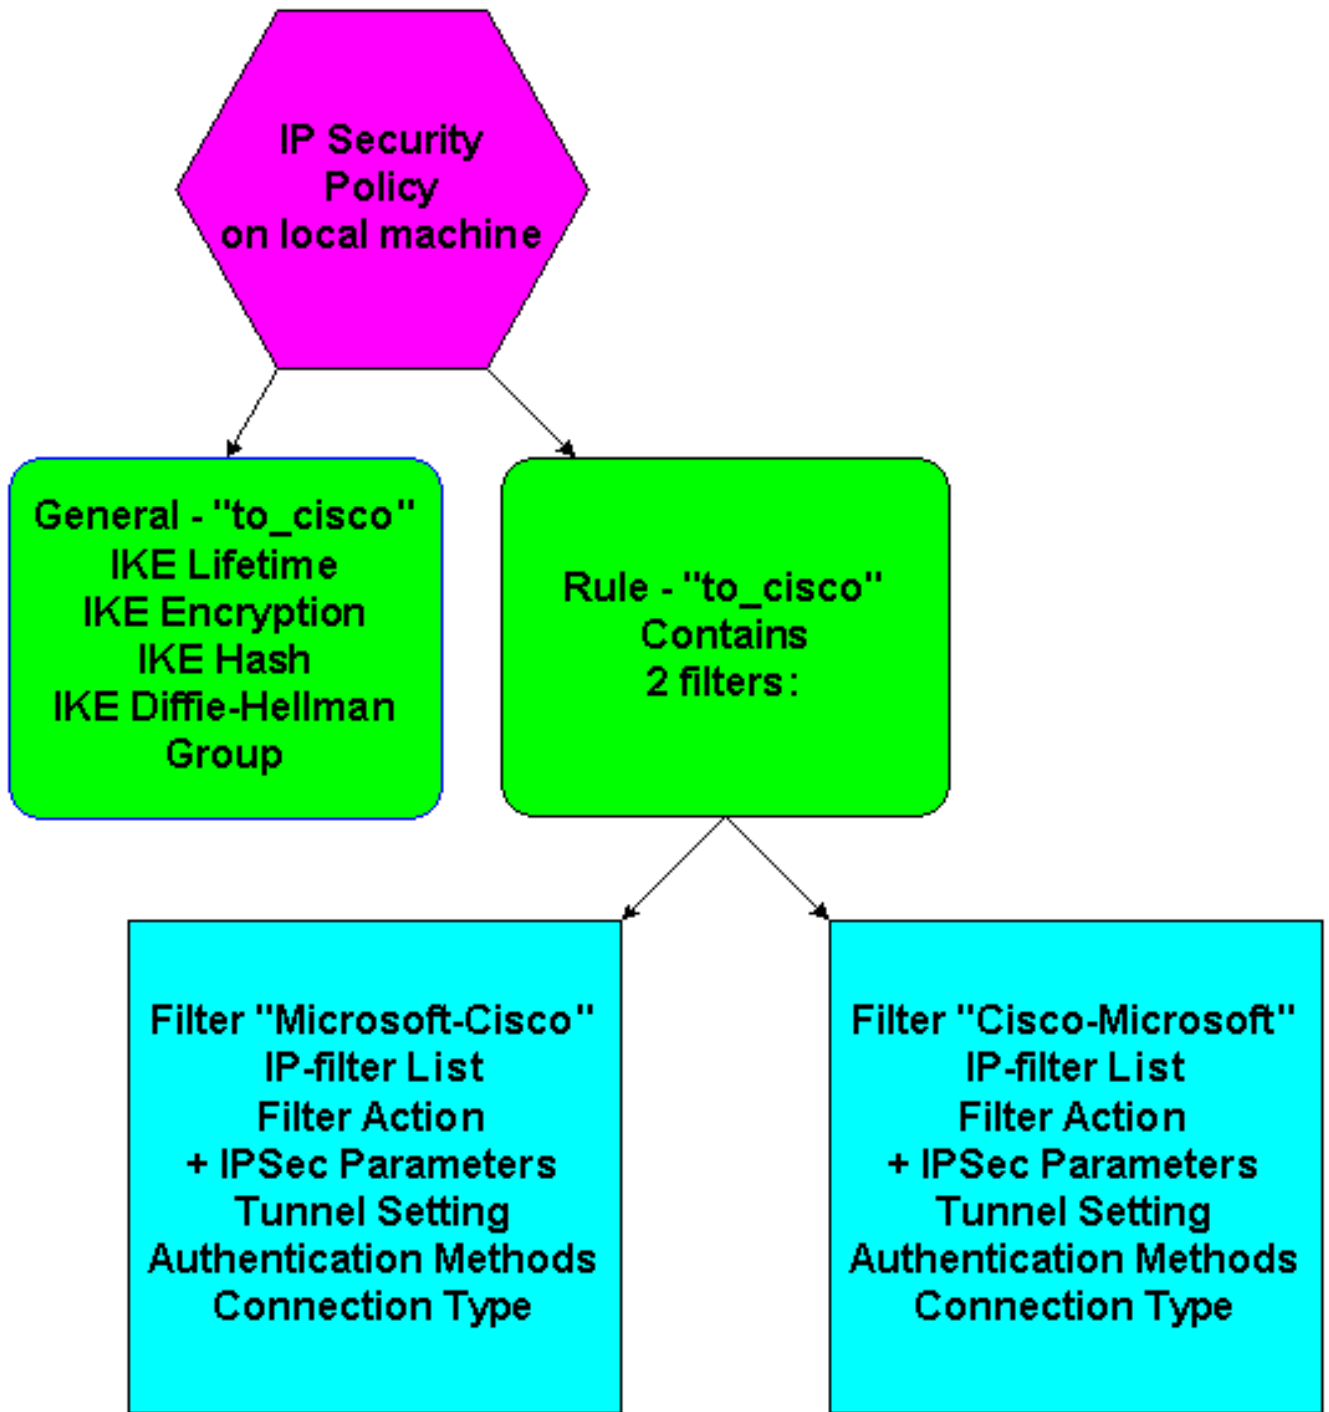 IP Security
Policy
on local machine
General - "to_cisco"
IKE Lifetime
IKE Encryption
IKE Hash
IKE Diffie-Hellman
Group
Rule - "to_cisco"
Contains
2 filters:
Filter "Microsoft-Cisco"
IP-filter List
Filter Action
+ IPSec Parameters
Tunnel Setting
Authentication Methods
Connection Type
Filter "Cisco-Microsoft"
IP-filter List
Filter Action
+ IPSec Parameters
Tunnel Setting
Authentication Methods
Connection Type